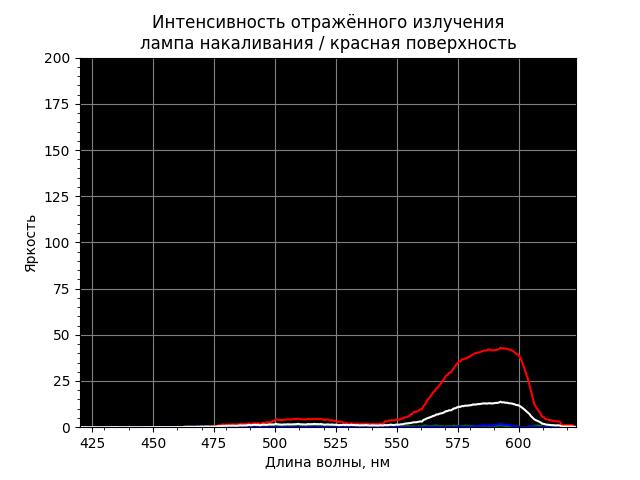 Интенсивность отражённого излучения
лампа накаливания / красная поверхность
200
175
150
125
100
75
50
25
0
Яркость
425 450 475 500 525 550 575 600
Длина волны, нм